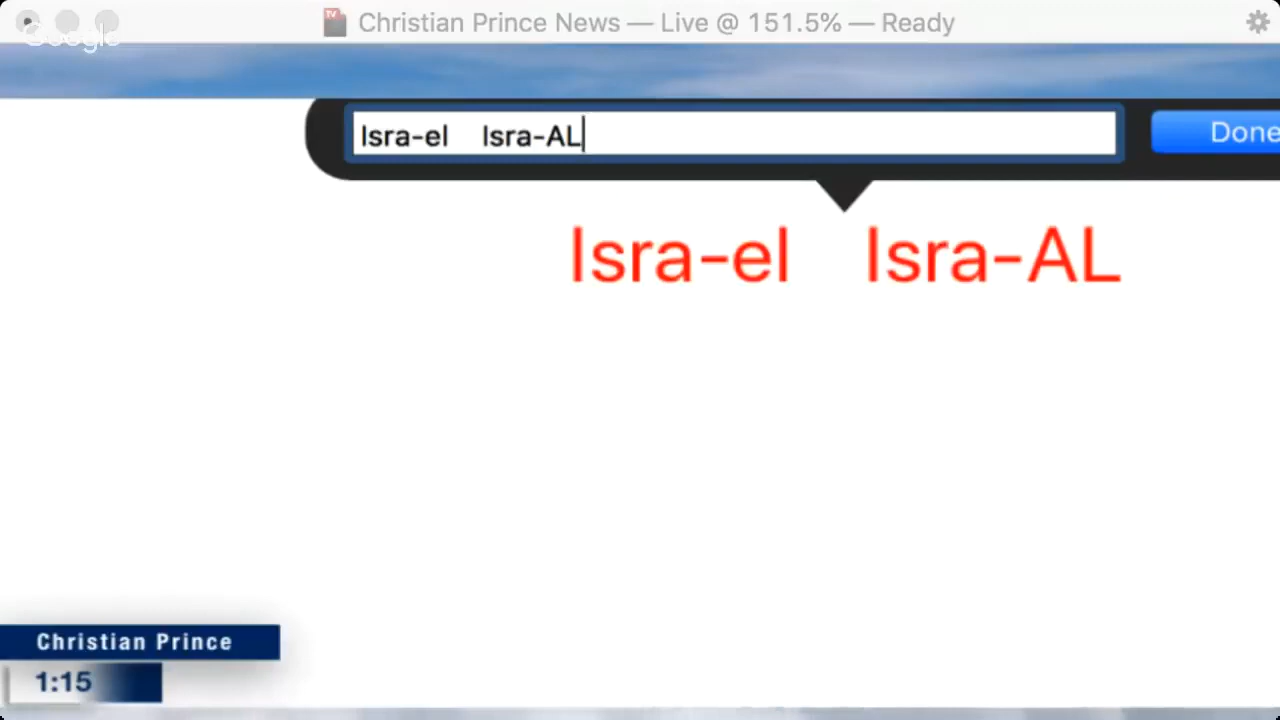 Christian Prince News — Live @ 151.5% — Ready
Google
Isra-el Isra-AL
Done
Isra-el Isra-AL
Christian Prince
1:15